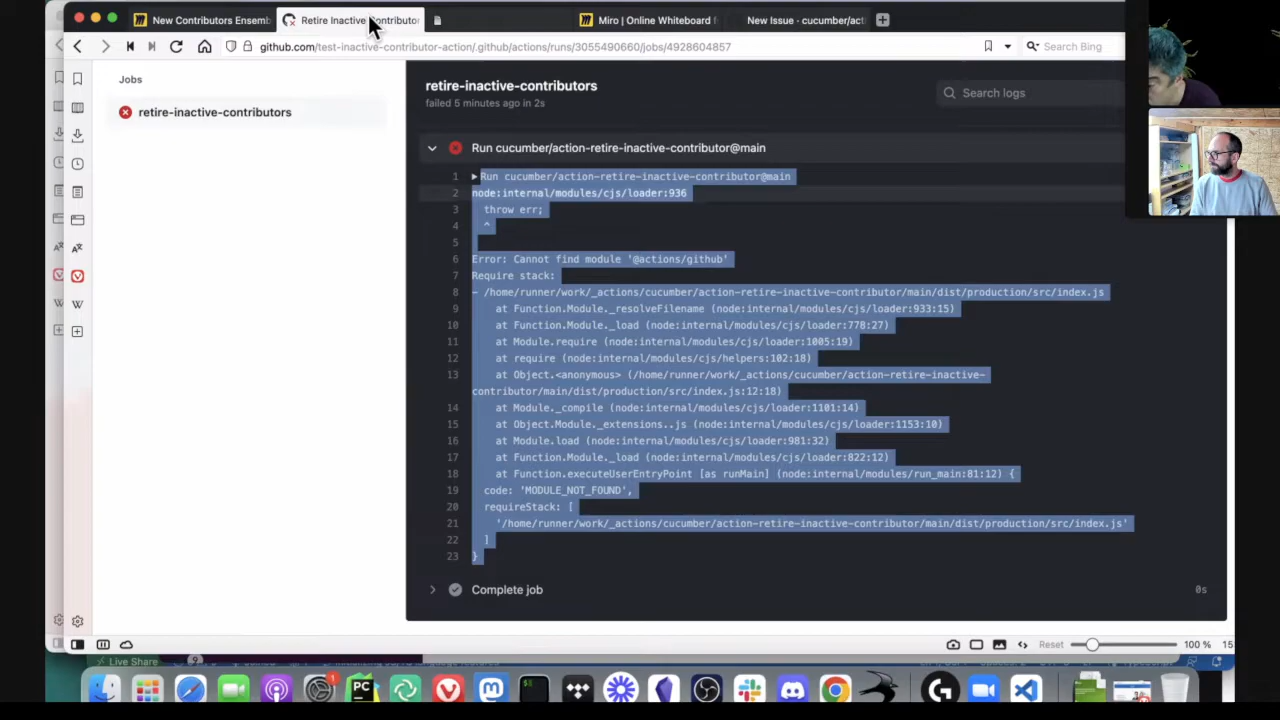 New Contributors Ensemb
Retire Inactive Contributor
Miro | Online Whiteboard f
New Issue · cucumber/act
github.com/test-inactive-contributor-action/.github/actions/runs/3055490660/jobs/4928604857
Search Bing
Jobs
retire-inactive-contributors
retire-inactive-contributors
failed 5 minutes ago in 2s
Search logs
Run cucumber/action-retire-inactive-contributor@main
1 Run cucumber/action-retire-inactive-contributor@main
2 node:internal/modules/cjs/loader:936
3 throw err;
4 ^
5
6 Error: Cannot find module '@actions/github'
7 Require stack:
8 - /home/runner/work/_actions/cucumber/action-retire-inactive-contributor/main/dist/production/src/index.js
9 at Function.Module._resolveFilename (node:internal/modules/cjs/loader:933:15)
10 at Function.Module._load (node:internal/modules/cjs/loader:778:27)
11 at Module.require (node:internal/modules/cjs/loader:1005:19)
12 at require (node:internal/modules/cjs/helpers:102:18)
13 at Object.<anonymous> (/home/runner/work/_actions/cucumber/action-retire-inactive-
contributor/main/dist/production/src/index.js:12:18)
14 at Module._compile (node:internal/modules/cjs/loader:1101:14)
15 at Object.Module._extensions..js (node:internal/modules/cjs/loader:1153:10)
16 at Module.load (node:internal/modules/cjs/loader:981:32)
17 at Function.Module._load (node:internal/modules/cjs/loader:822:12)
18 at Function.executeUserEntryPoint [as runMain] (node:internal/modules/run_main:81:12) {
19 code: 'MODULE_NOT_FOUND',
20 requireStack: [
21 '/home/runner/work/_actions/cucumber/action-retire-inactive-contributor/main/dist/production/src/index.js'
22 ]
23 }
Complete job
0s
Reset
100 %
15
Live Share
PC
1